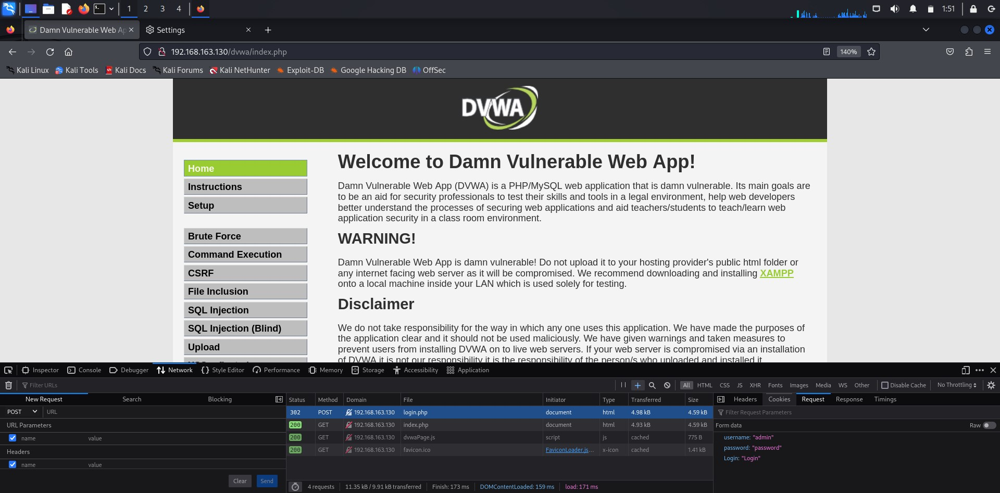 1 2 3 4 1:51
Damn Vulnerable Web Ap
Settings
192.168.163.130/dvwa/index.php 140%
Kali Linux Kali Tools Kali Docs Kali Forums Kali NetHunter Exploit-DB Google Hacking DB OffSec
DVWA
Home
Instructions
Setup
Brute Force
Command Execution
CSRF
File Inclusion
SQL Injection
SQL Injection (Blind)
Upload
Welcome to Damn Vulnerable Web App!
Damn Vulnerable Web App (DVWA) is a PHP/MySQL web application that is damn vulnerable. Its main goals are
to be an aid for security professionals to test their skills and tools in a legal environment, help web developers
better understand the processes of securing web applications and aid teachers/students to teach/learn web
application security in a class room environment.
WARNING!
Damn Vulnerable Web App is damn vulnerable! Do not upload it to your hosting provider's public html folder or
any internet facing web server as it will be compromised. We recommend downloading and installing XAMPP
onto a local machine inside your LAN which is used solely for testing.
Disclaimer
We do not take responsibility for the way in which any one uses this application. We have made the purposes of
the application clear and it should not be used maliciously. We have given warnings and taken measures to
prevent users from installing DVWA on to live web servers. If your web server is compromised via an installation
of DVWA it is not our responsibility it is the responsibility of the person/s who uploaded and installed it
Inspector Console Debugger Network Style Editor Performance Memory Storage Accessibility Application
Filter URLs All HTML CSS JS XHR Fonts Images Media WS Other Disable Cache No Throttling
New Request Search Blocking
POST URL
URL Parameters
name value
Headers
name value
Clear Send
Status Method Domain File Initiator Type Transferred Size
302 POST 192.168.163.130 login.php document html 4.98 kB 4.59 kB
200 GET 192.168.163.130 index.php document html 4.93 kB 4.59 kB
200 GET 192.168.163.130 dvwaPage.js script js cached 775 B
200 GET 192.168.163.130 favicon.ico FaviconLoader.js... x-icon cached 1.41 kB
4 requests 11.35 kB / 9.91 kB transferred Finish: 173 ms DOMContentLoaded: 159 ms load: 171 ms
Headers Cookies Request Response Timings
Filter Request Parameters
Form data Raw
username: "admin"
password: "password"
Login: "Login"